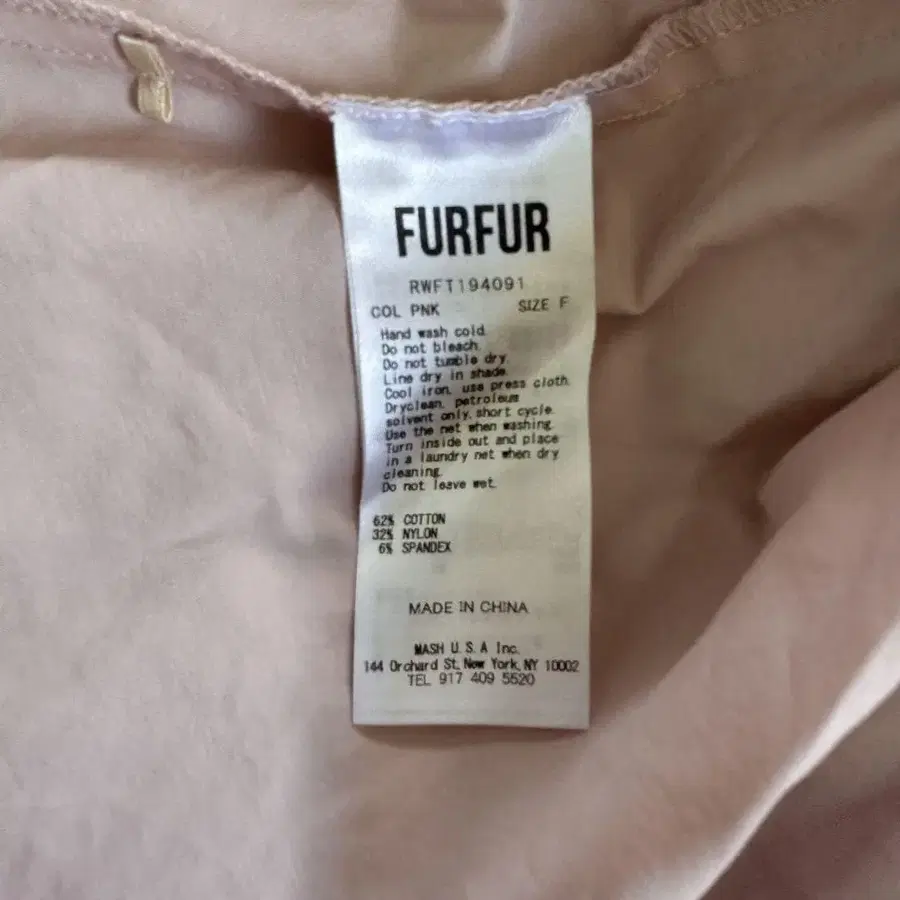 FURFUR
RWFT194091
COL PNK SIZE F
Hand wash cold.
Do not bleach.
Do not tumble dry.
Line dry in shade.
Cool iron, use press cloth.
Dryclean, petroleum
solvent only, short cycle.
Use the net when washing.
Turn inside out and place
in a laundry net when dry
cleaning.
Do not leave wet.
62% COTTON
32% NYLON
6% SPANDEX
MADE IN CHINA
MASH U.S.A Inc.
144 Orchard St, New York, NY 10002
TEL 917 409 5520